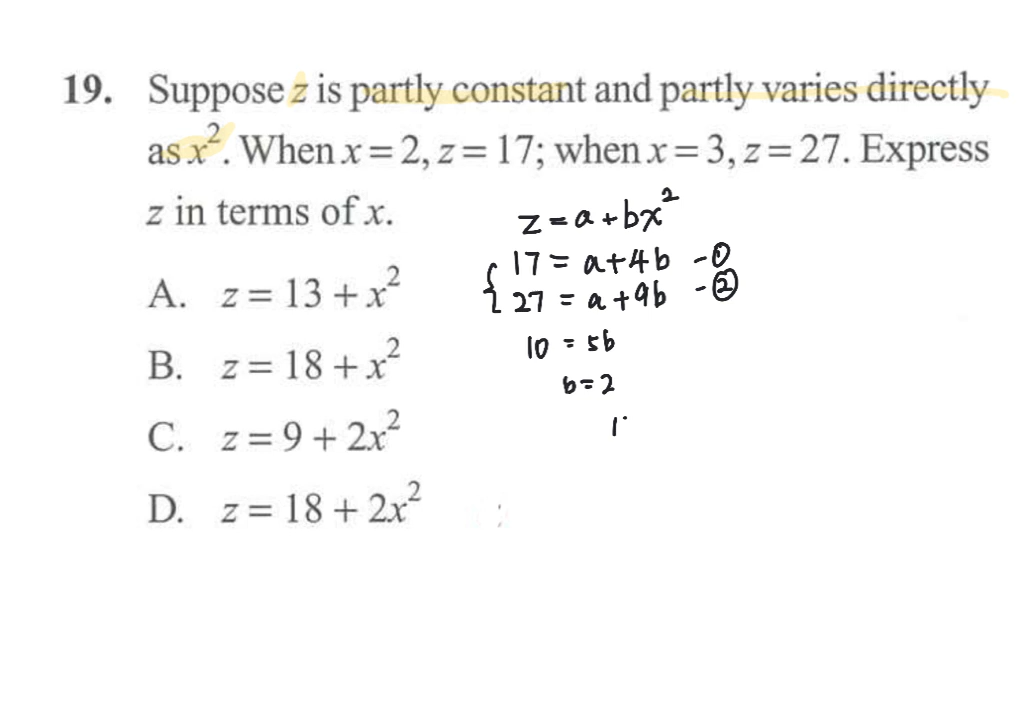 19. Suppose z is partly constant and partly varies directly
as x². When x = 2, z = 17; when x = 3, z = 27. Express
z in terms of x.
z = a + bx²
{ 17 = a + 4b - ①
27 = a + 9b - ②
10 = 5b
b = 2
A. z = 13 + x²
B. z = 18 + x²
C. z = 9 + 2x²
D. z = 18 + 2x²